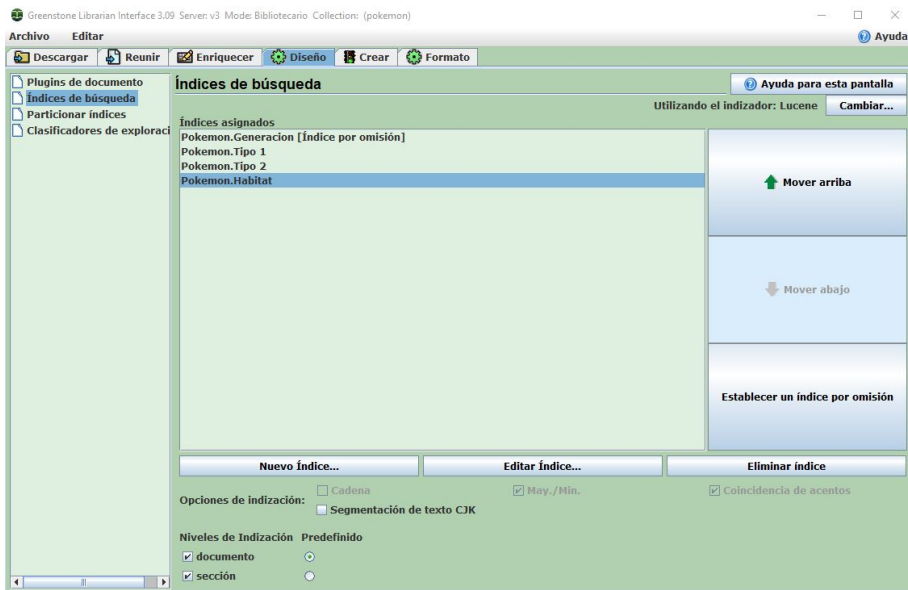 Greenstone Librarian Interface 3.09 Server: v3 Mode: Bibliotecario Collection: (pokemon)
Archivo Editar Ayuda
Descargar Reunir Enriquecer Diseño Crear Formato
Plugins de documento
Índices de búsqueda
Particionar índices
Clasificadores de exploraci
Índices de búsqueda
Ayuda para esta pantalla
Utilizando el indizador: Lucene Cambiar...
Índices asignados
Pokemon.Generacion [Índice por omisión]
Pokemon.Tipo 1
Pokemon.Tipo 2
Pokemon.Habitat
Mover arriba
Mover abajo
Establecer un índice por omisión
Nuevo Índice... Editar Índice... Eliminar índice
Opciones de indización: Cadena May./Min. Coincidencia de acentos
Segmentación de texto CJK
Niveles de Indización Predefinido
documento
sección